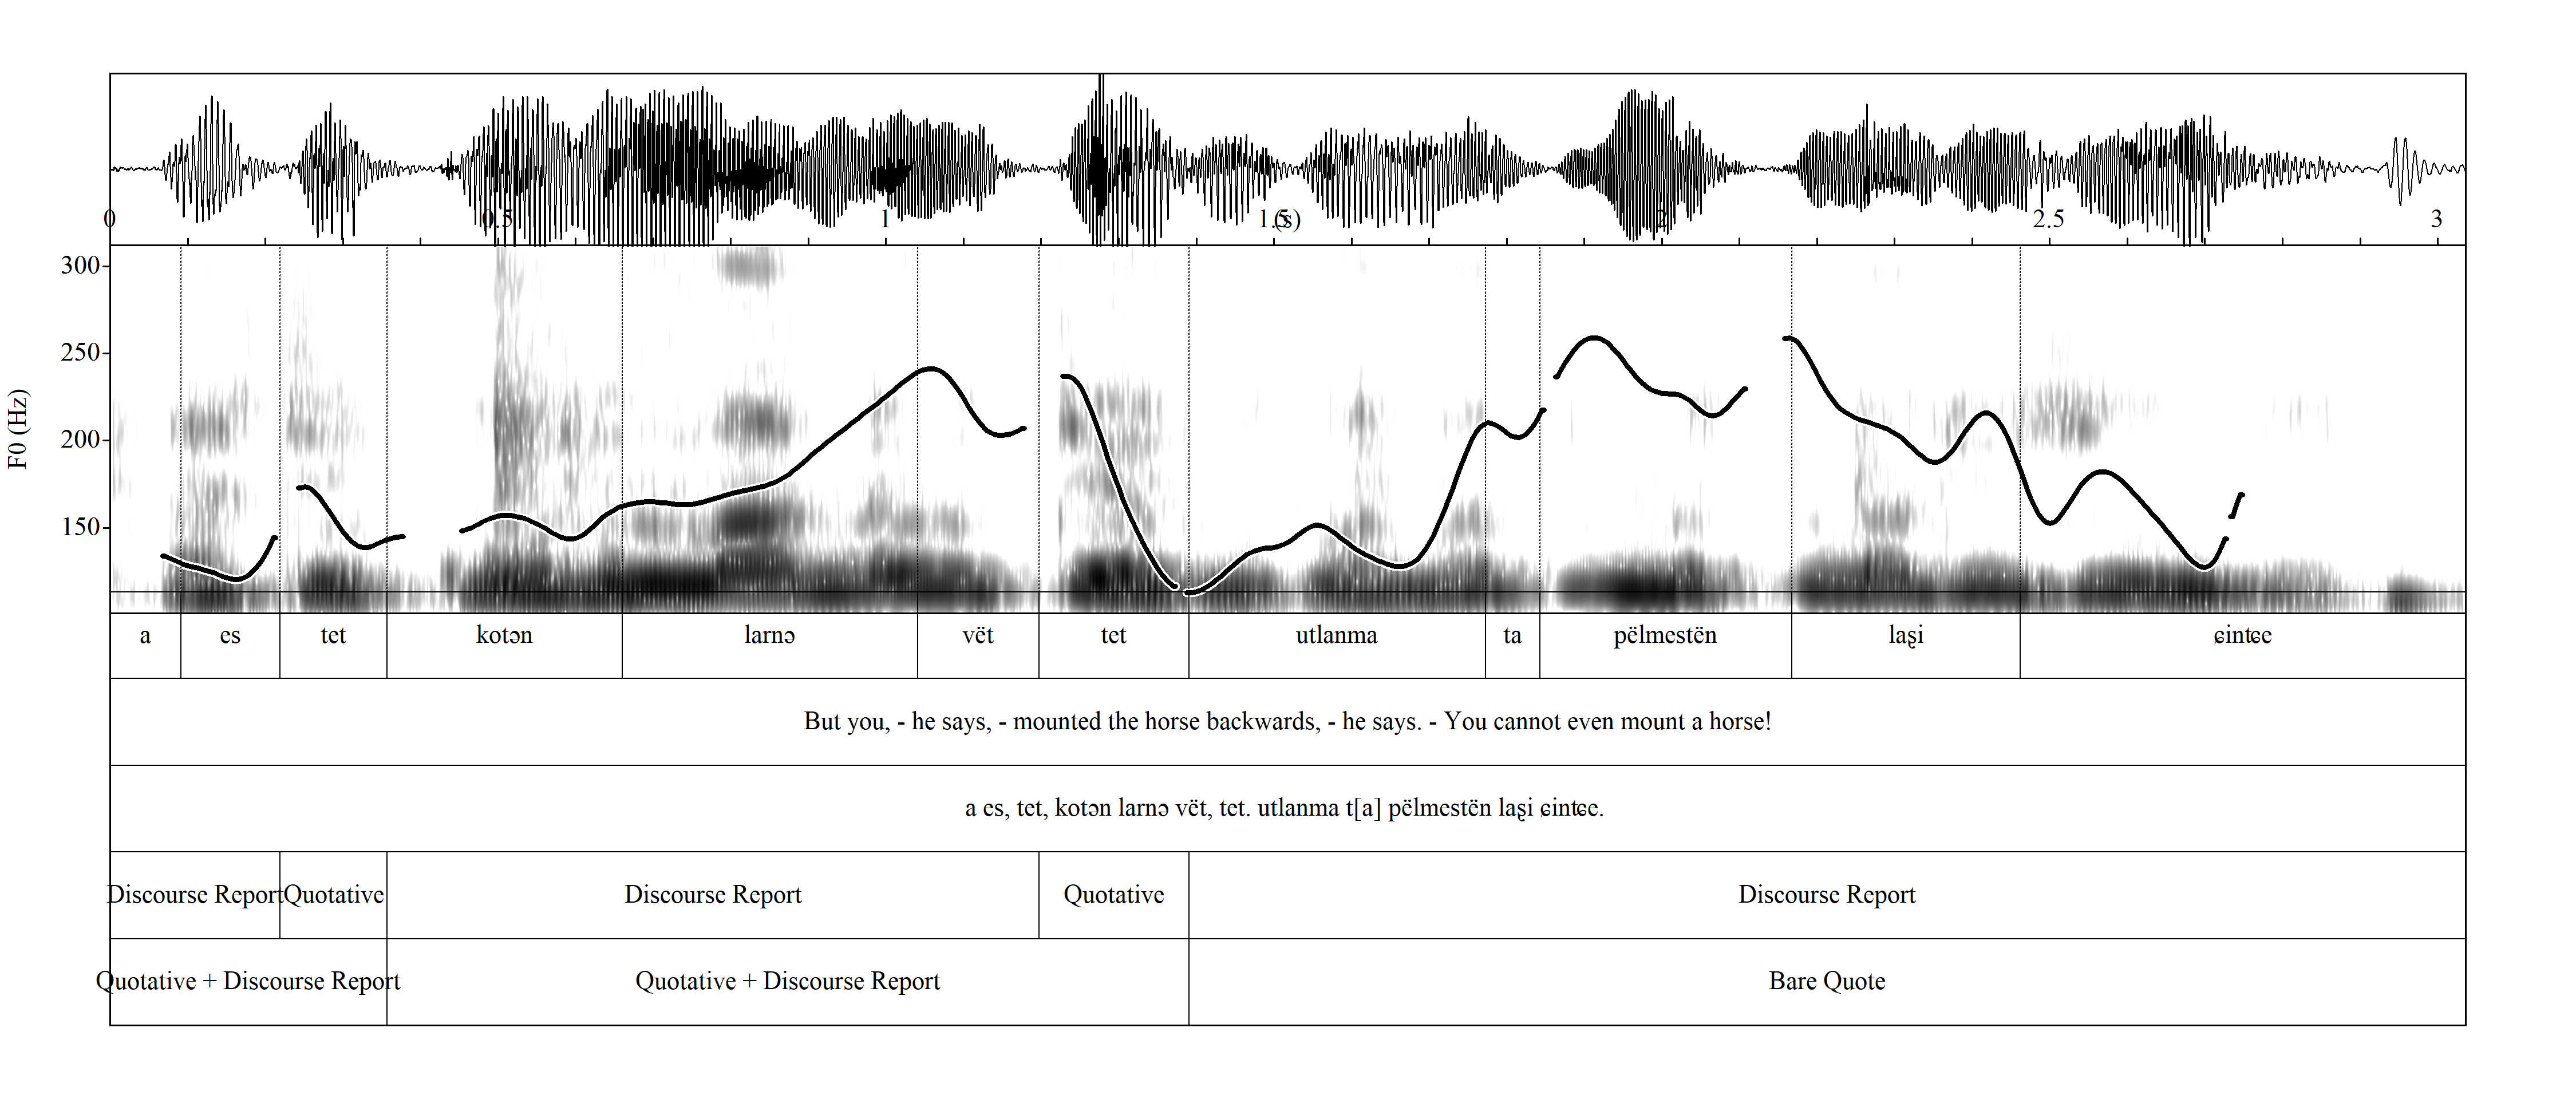 0 0.5 1 1.5 (s) 2 2.5 3
300
250
200
150
F0 (Hz)
a es tet kotən larnə vët tet utlanma ta pëlmestën laʂi ɕintɕe
But you, - he says, - mounted the horse backwards, - he says. - You cannot even mount a horse!
a es, tet, kotən larnə vët, tet. utlanma t[a] pëlmestën laʂi ɕintɕe.
Discourse Report Quotative Discourse Report Quotative Discourse Report
Quotative + Discourse Report Quotative + Discourse Report Bare Quote